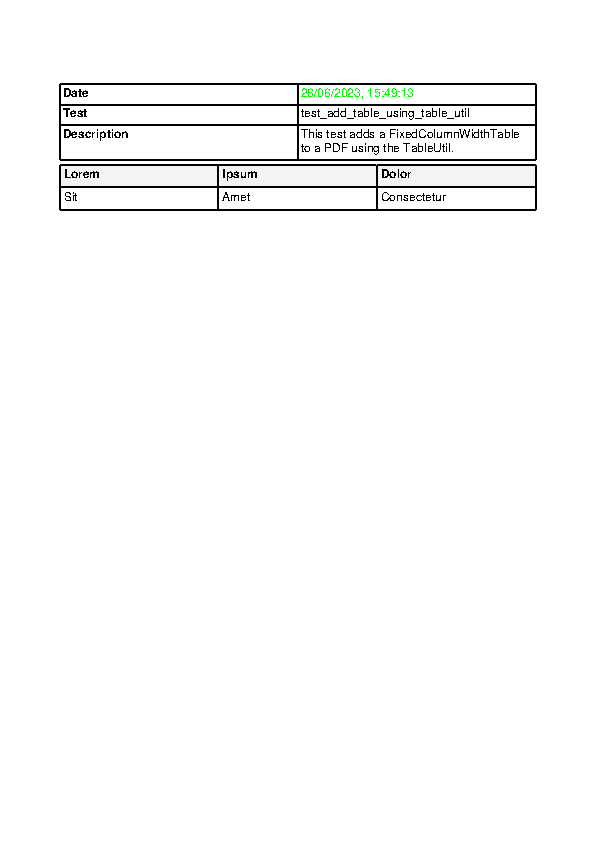 Date 26/06/2023, 15:49:13
Test test_add_table_using_table_util
Description This test adds a FixedColumnWidthTable
to a PDF using the TableUtil.
Lorem Ipsum Dolor
Sit Amet Consectetur